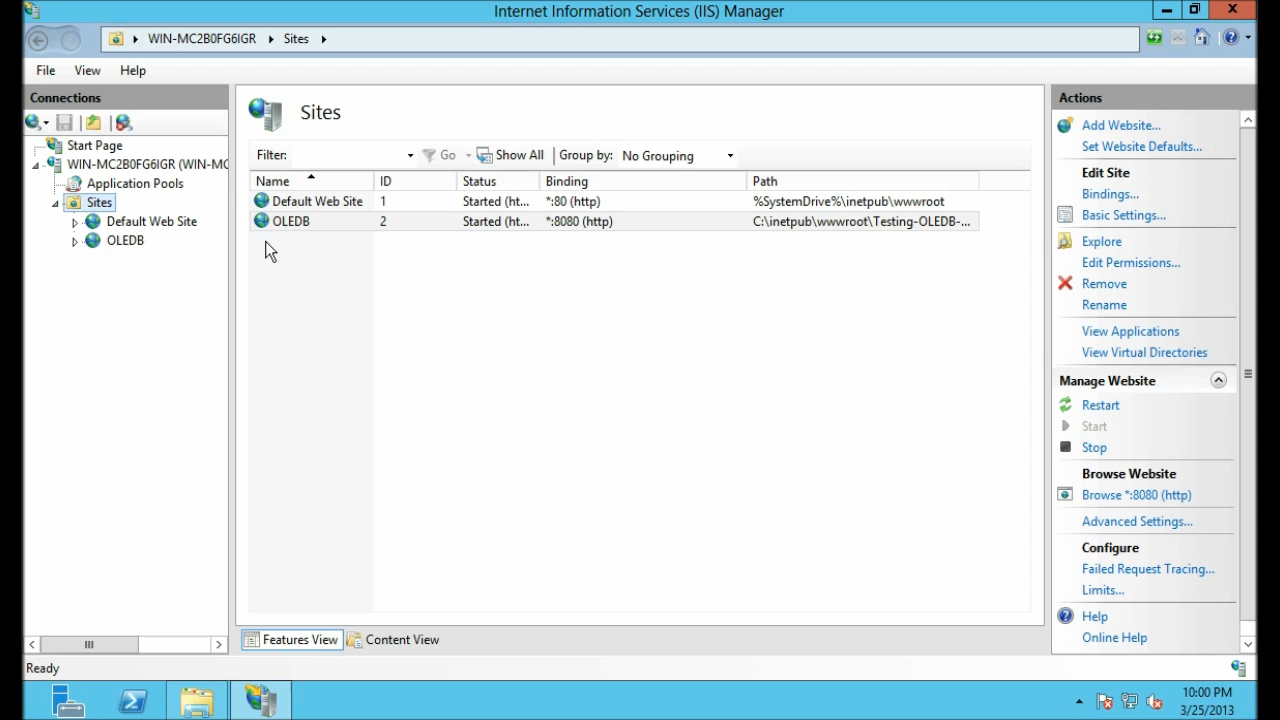 Internet Information Services (IIS) Manager
WIN-MC2B0FG6IGR
Sites
File View Help
Connections
Start Page
WIN-MC2B0FG6IGR (WIN-MC
Application Pools
Sites
Default Web Site
OLEDB
Sites
Filter: Go Show All Group by: No Grouping
Name ID Status Binding Path
Default Web Site 1 Started (ht... *:80 (http) %SystemDrive%\inetpub\wwwroot
OLEDB 2 Started (ht... *:8080 (http) C:\inetpub\wwwroot\Testing-OLEDB-...
Features View Content View
Actions
Add Website...
Set Website Defaults...
Edit Site
Bindings...
Basic Settings...
Explore
Edit Permissions...
Remove
Rename
View Applications
View Virtual Directories
Manage Website
Restart
Start
Stop
Browse Website
Browse *:8080 (http)
Advanced Settings...
Configure
Failed Request Tracing...
Limits...
Help
Online Help
Ready
10:00 PM
3/25/2013